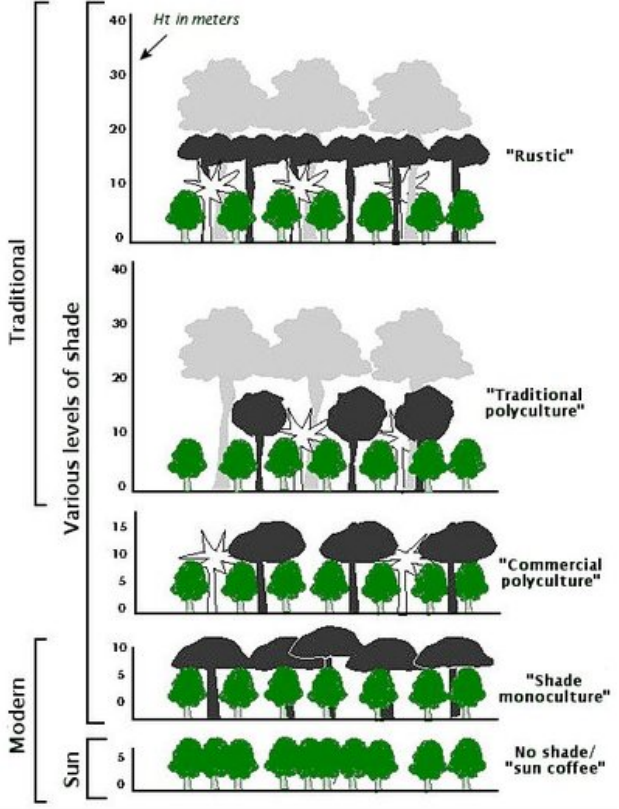 Ht in meters
40
30
20
10
0
"Rustic"
40
30
20
10
0
"Traditional
polyculture"
15
10
5
0
"Commercial
polyculture"
10
5
0
"Shade
monoculture"
5
0
No shade/
"sun coffee"
Traditional
Various levels of shade
Modern
Sun